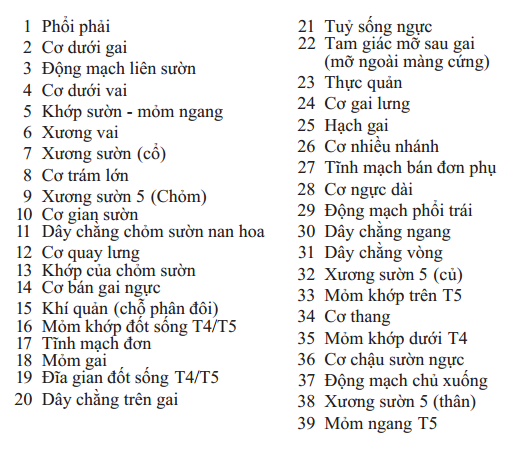 1 Phổi phải
2 Cơ dưới gai
3 Động mạch liên sườn
4 Cơ dưới vai
5 Khớp sườn - mỏm ngang
6 Xương vai
7 Xương sườn (cổ)
8 Cơ trám lớn
9 Xương sườn 5 (Chỏm)
10 Cơ gian sườn
11 Dây chằng chỏm sườn nan hoa
12 Cơ quay lưng
13 Khớp của chỏm sườn
14 Cơ bán gai ngực
15 Khí quản (chỗ phân đôi)
16 Mỏm khớp đốt sống T4/T5
17 Tĩnh mạch đơn
18 Mỏm gai
19 Đĩa gian đốt sống T4/T5
20 Dây chằng trên gai
21 Tuỷ sống ngực
22 Tam giác mỡ sau gai
(mỡ ngoài màng cứng)
23 Thực quản
24 Cơ gai lưng
25 Hạch gai
26 Cơ nhiều nhánh
27 Tĩnh mạch bán đơn phụ
28 Cơ ngực dài
29 Động mạch phổi trái
30 Dây chằng ngang
31 Dây chằng vòng
32 Xương sườn 5 (củ)
33 Mỏm khớp trên T5
34 Cơ thang
35 Mỏm khớp dưới T4
36 Cơ chậu sườn ngực
37 Động mạch chủ xuống
38 Xương sườn 5 (thân)
39 Mỏm ngang T5